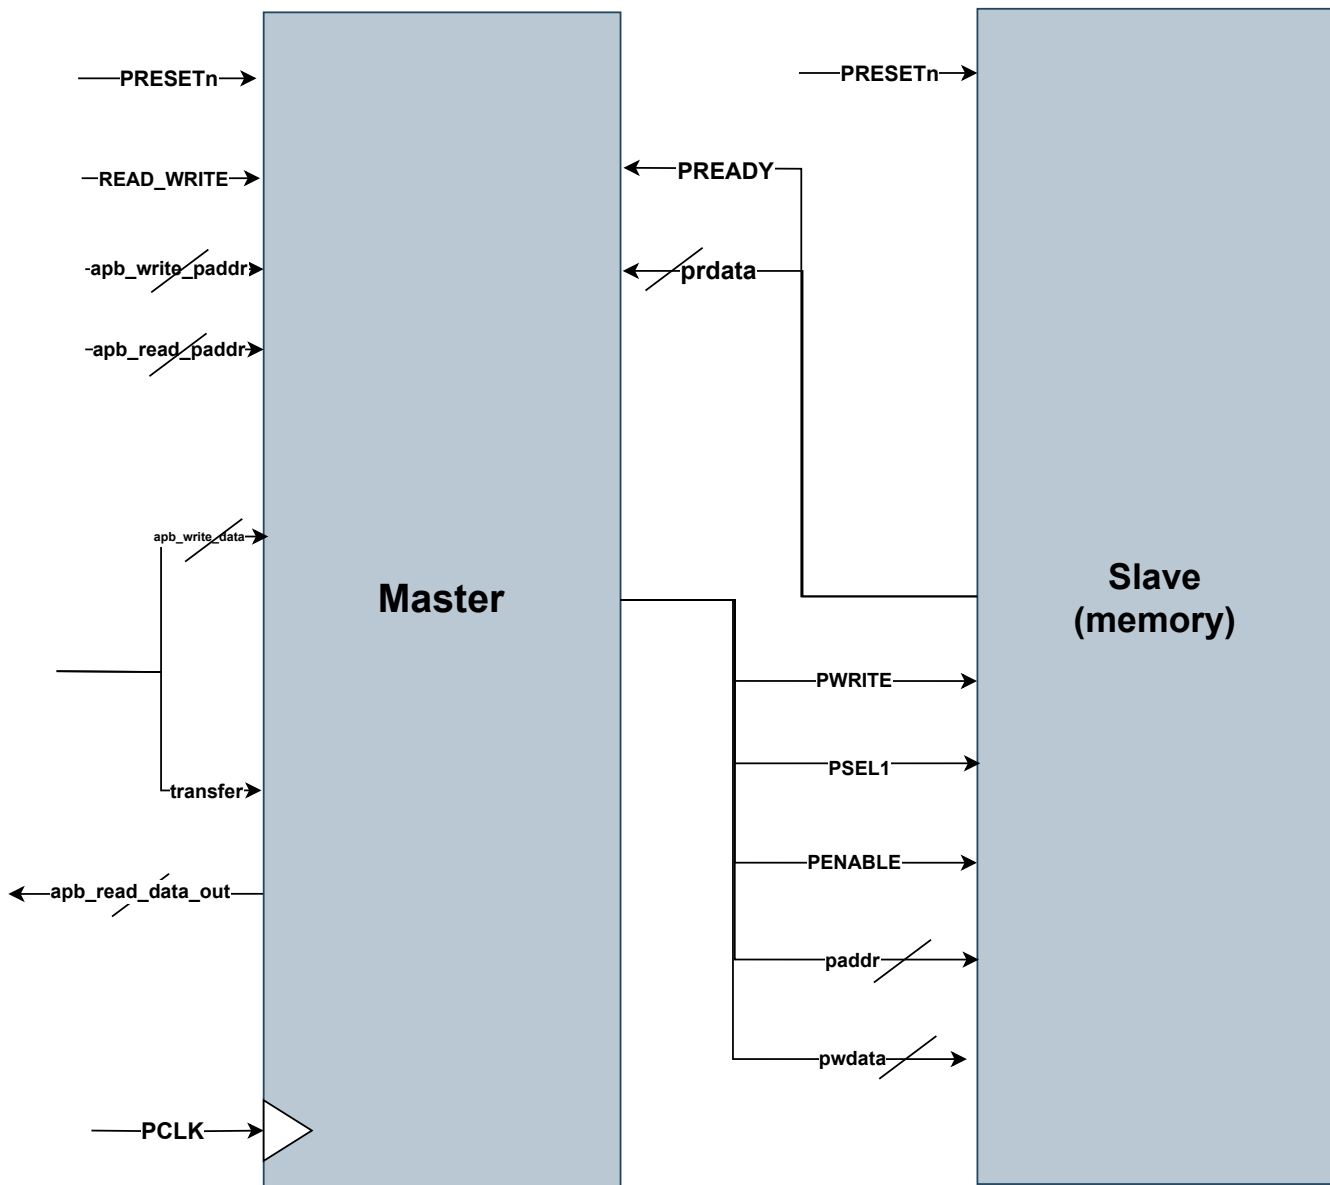 PRESETn
PRESETn
READ_WRITE
PREADY
apb_write_paddr
prdata
apb_read_paddr
apb_write_data
Master
Slave
(memory)
PWRITE
PSEL1
transfer
PENABLE
apb_read_data_out
paddr
pwdata
PCLK